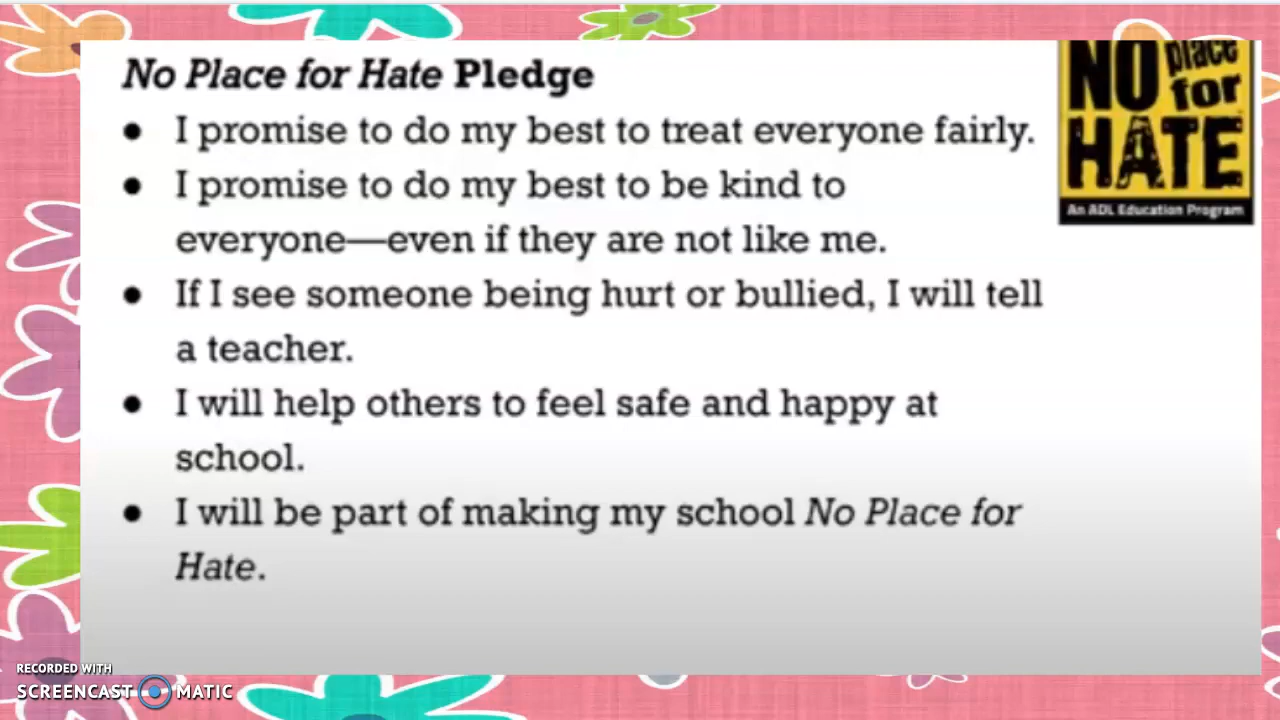 No Place for Hate Pledge
● I promise to do my best to treat everyone fairly.
● I promise to do my best to be kind to
everyone—even if they are not like me.
● If I see someone being hurt or bullied, I will tell
a teacher.
● I will help others to feel safe and happy at
school.
● I will be part of making my school No Place for
Hate.
NO place
for
HATE
An ADL Education Program
RECORDED WITH
SCREENCAST MATIC